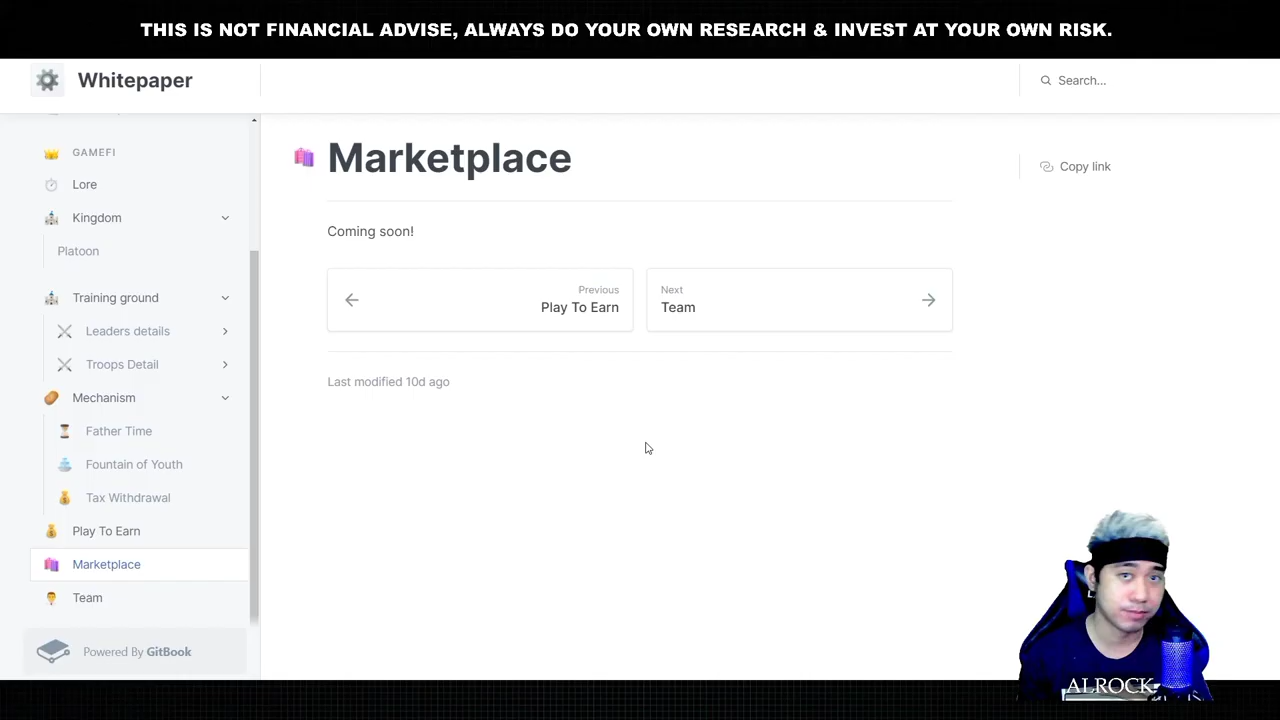 THIS IS NOT FINANCIAL ADVISE, ALWAYS DO YOUR OWN RESEARCH & INVEST AT YOUR OWN RISK.
Whitepaper
Search...
GAMEFI
Lore
Kingdom
Platoon
Training ground
Leaders details
Troops Detail
Mechanism
Father Time
Fountain of Youth
Tax Withdrawal
Play To Earn
Marketplace
Team
Powered By GitBook
Marketplace
Copy link
Coming soon!
Previous
Play To Earn
Next
Team
Last modified 10d ago
ALROCK